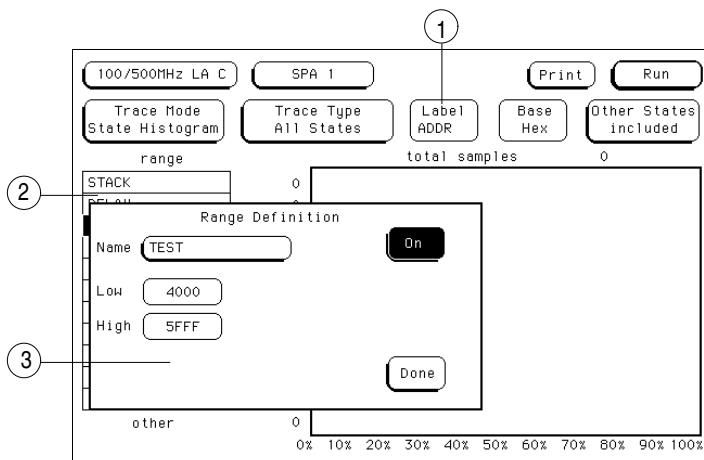 1
100/500MHz LA C SPA 1 Print Run
Trace Mode Trace Type Label Base Other States
State Histogram All States ADDR Hex included
range total samples 0
STACK 0
2
Range Definition
Name TEST On
Low 4000
High 5FFF
3
Done
other 0
0% 10% 20% 30% 40% 50% 60% 70% 80% 90% 100%